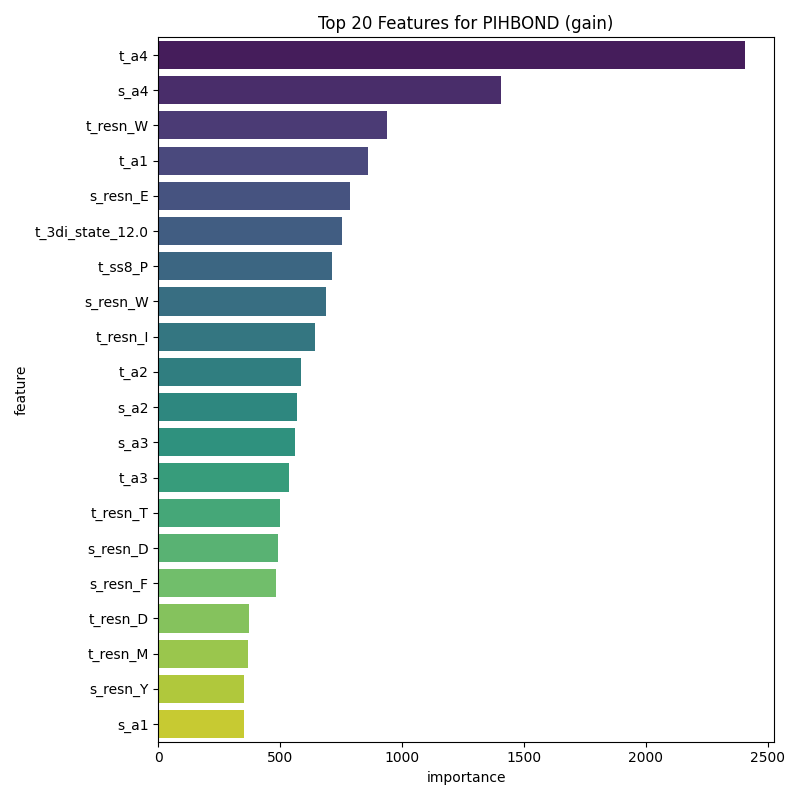 Top 20 Features for PIHBOND (gain)
t_a4
s_a4
t_resn_W
t_a1
s_resn_E
t_3di_state_12.0
t_ss8_P
s_resn_W
t_resn_I
t_a2
s_a2
s_a3
t_a3
t_resn_T
s_resn_D
s_resn_F
t_resn_D
t_resn_M
s_resn_Y
s_a1
feature
0 500 1000 1500 2000 2500
importance